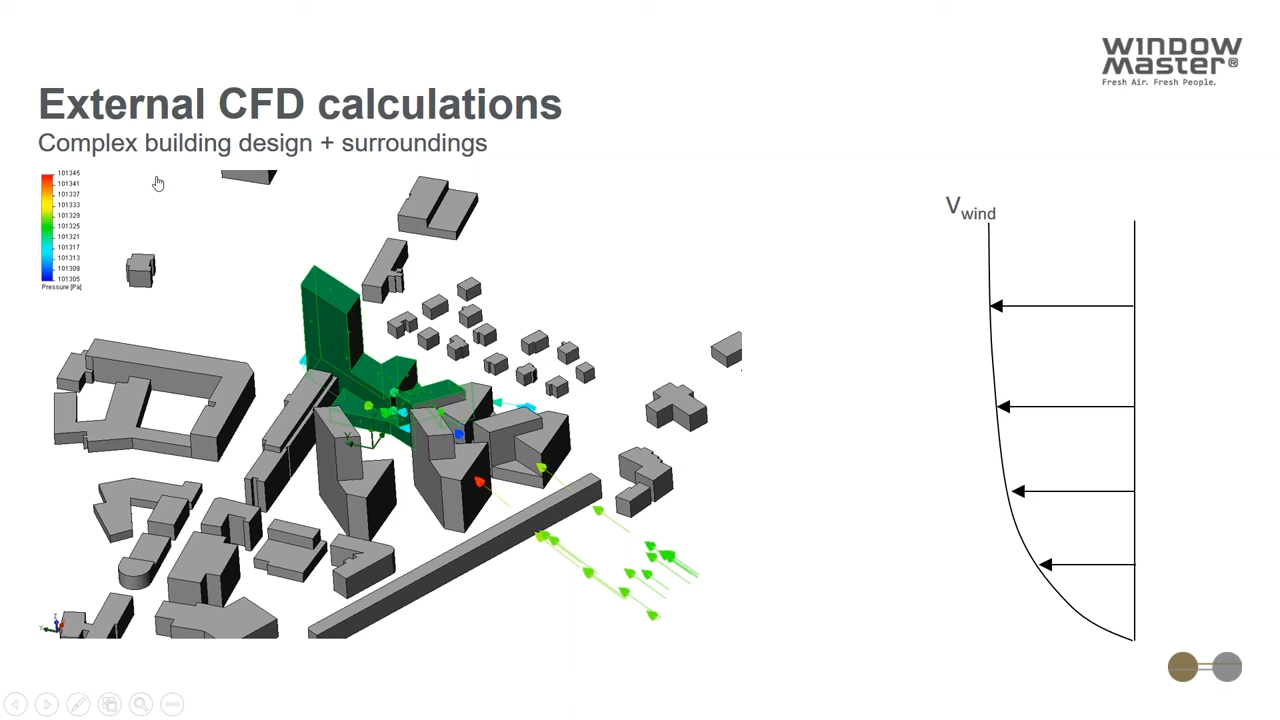 WINDOW
Master®
Fresh Air. Fresh People.
External CFD calculations
Complex building design + surroundings
101345
101341
101337
101333
101329
101325
101321
101317
101313
101309
101305
Pressure [Pa]
Vwind
Y
Z
Y